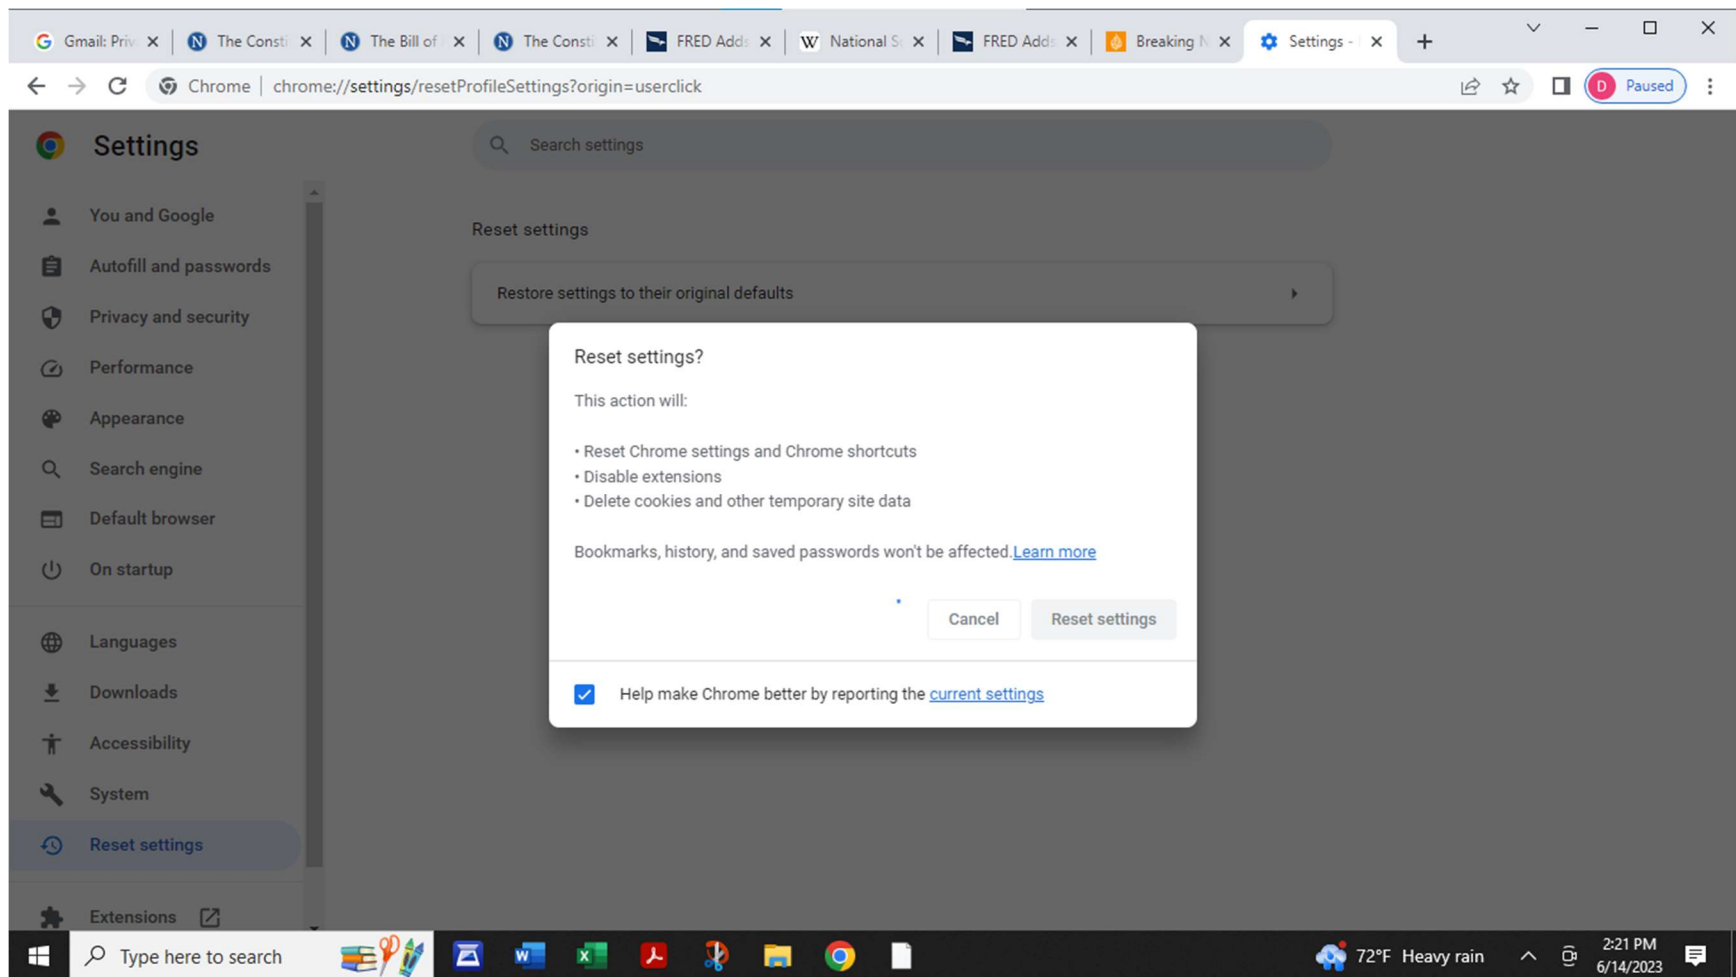 Gmail: Priv
The Consti
The Bill of
The Consti
FRED Adds
National Sc
FRED Adds
Breaking N
Settings -
Chrome | chrome://settings/resetProfileSettings?origin=userclick
D Paused
Settings
Search settings
You and Google
Autofill and passwords
Privacy and security
Performance
Appearance
Search engine
Default browser
On startup
Languages
Downloads
Accessibility
System
Reset settings
Extensions
Reset settings
Restore settings to their original defaults
Reset settings?
This action will:
• Reset Chrome settings and Chrome shortcuts
• Disable extensions
• Delete cookies and other temporary site data
Bookmarks, history, and saved passwords won't be affected.Learn more
Cancel
Reset settings
Help make Chrome better by reporting the current settings
Type here to search
72°F Heavy rain
2:21 PM
6/14/2023